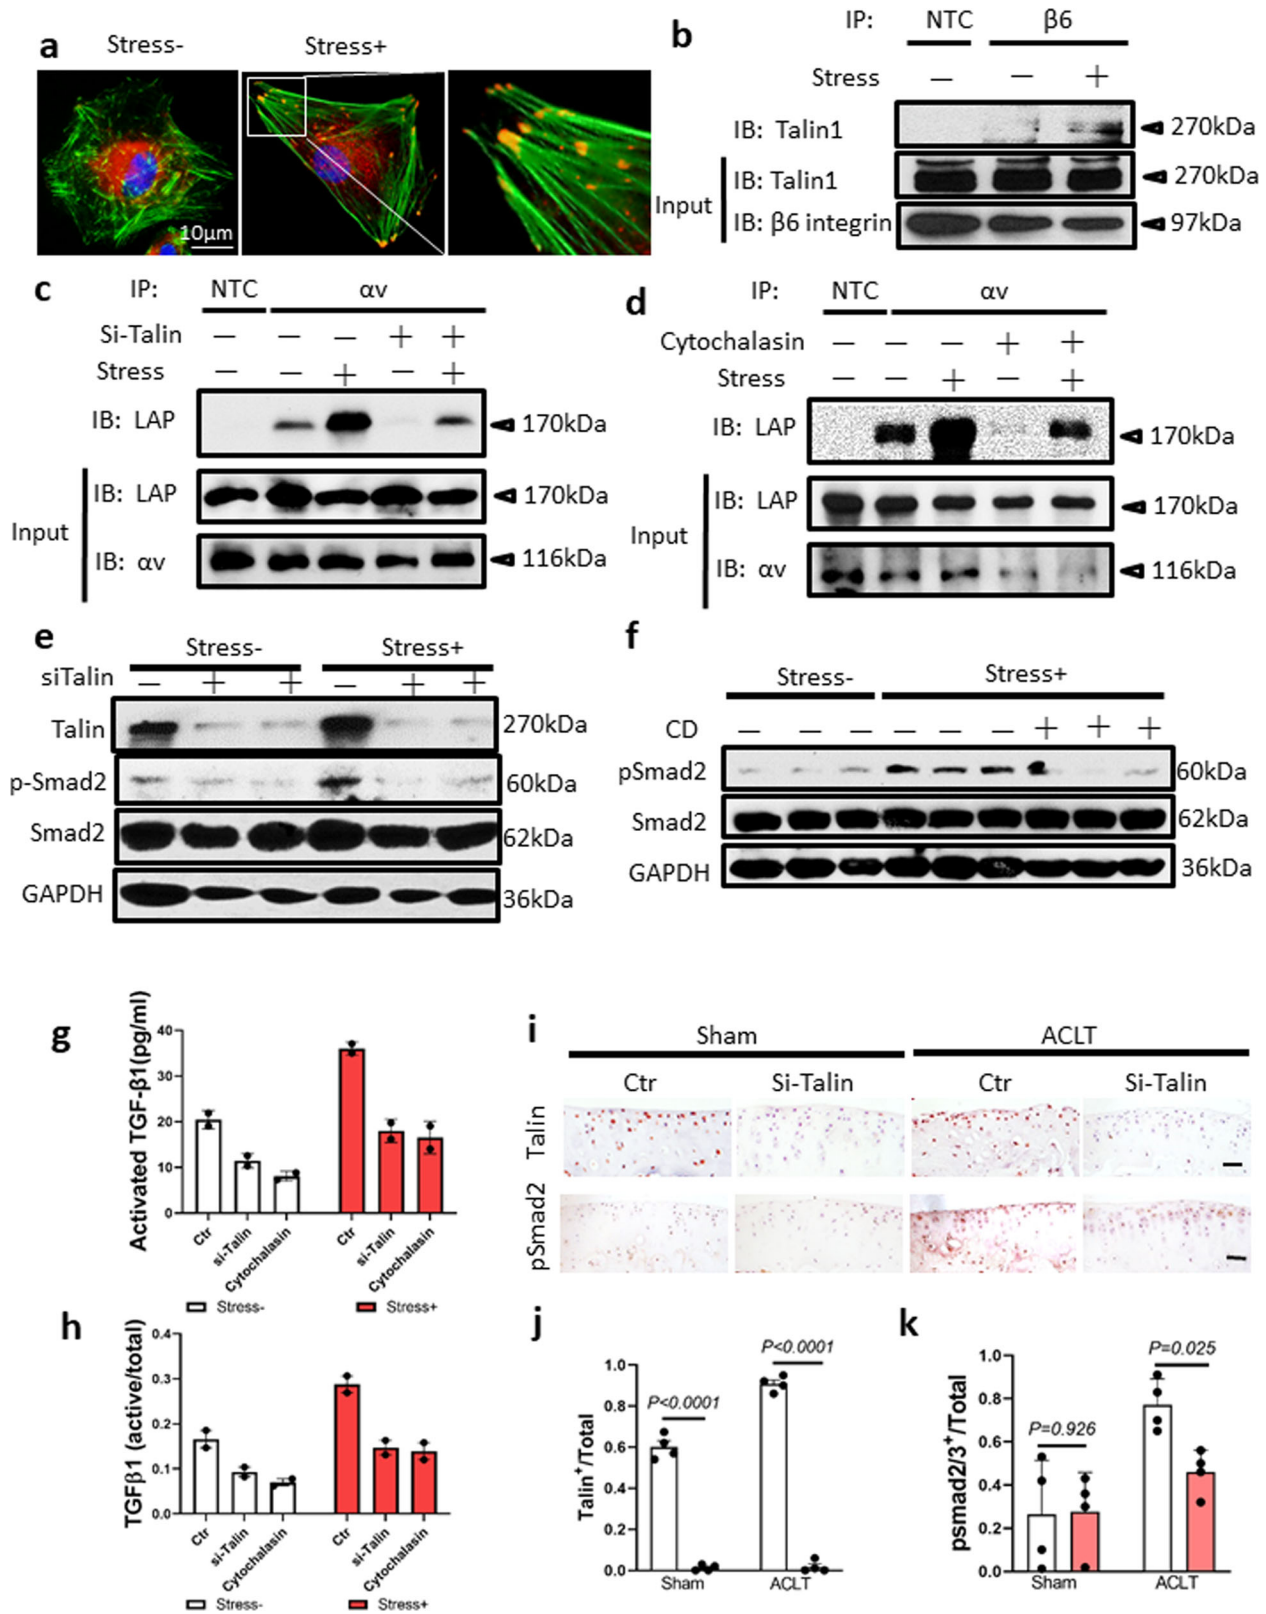 a
Stress-
Stress+
10μm
b
IP: NTC β6
Stress — — +
IB: Talin1 270kDa
Input
IB: Talin1 270kDa
IB: β6 integrin 97kDa
c
IP: NTC αv
Si-Talin — — — + +
Stress — — + — +
IB: LAP 170kDa
Input
IB: LAP 170kDa
IB: αv 116kDa
d
IP: NTC αv
Cytochalasin — — — + +
Stress — — + — +
IB: LAP 170kDa
Input
IB: LAP 170kDa
IB: αv 116kDa
e
Stress- Stress+
siTalin — + + — + +
Talin 270kDa
p-Smad2 60kDa
Smad2 62kDa
GAPDH 36kDa
f
Stress- Stress+
CD — — — — — — + + +
pSmad2 60kDa
Smad2 62kDa
GAPDH 36kDa
g
Activated TGF-β1(pg/ml)
40
30
20
10
0
Ctr si-Talin Cytochalasin Ctr si-Talin Cytochalasin
Stress- Stress+
h
TGFβ1 (active/total)
0.4
0.3
0.2
0.1
0.0
Ctr si-Talin Cytochalasin Ctr si-Talin Cytochalasin
Stress- Stress+
i
Sham ACLT
Ctr Si-Talin Ctr Si-Talin
Talin
pSmad2
j
P<0.0001
P<0.0001
Talin+/Total
1.0
0.8
0.6
0.4
0.2
0.0
Sham ACLT
k
P=0.025
P=0.926
psmad2/3+/Total
1.0
0.8
0.6
0.4
0.2
0.0
Sham ACLT